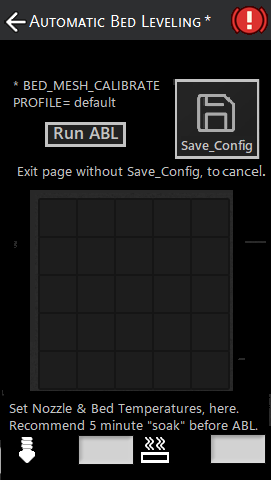 Automatic Bed Leveling *
* BED_MESH_CALIBRATE
PROFILE= default
Run ABL
Save_Config
Exit page without Save_Config, to cancel.
Set Nozzle & Bed Temperatures, here.
Recommend 5 minute "soak" before ABL.